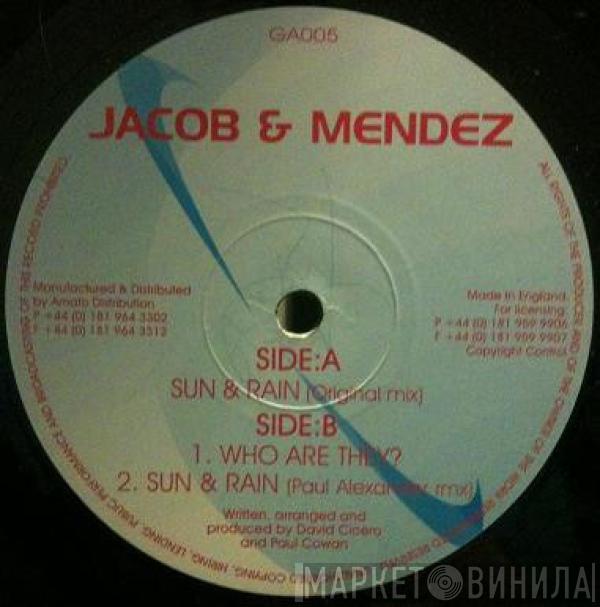 GA005
JACOB & MENDEZ
Manufactured & Distributed
by Amato Distribution
P +44 (0) 181 964 3302
F +44 (0) 181 964 3312
Made in England.
For licensing:
P +44 (0) 181 959 9906
F +44 (0) 181 959 9907
Copyright Control.
SIDE:A
SUN & RAIN (Original mix)
SIDE:B
1. WHO ARE THEY?
2. SUN & RAIN (Paul Alexander rmx)
Written, arranged and
produced by David Cicero
and Paul Cowan
ALL RIGHTS OF THE PRODUCER AND OF THE OWNER OF THE WORK REPRODUCED RESERVED. COPYING, HIRING, LENDING, PUBLIC PERFORMANCE AND BROADCASTING OF THIS RECORD PROHIBITED.
МАРКЕТ ВИНИЛА